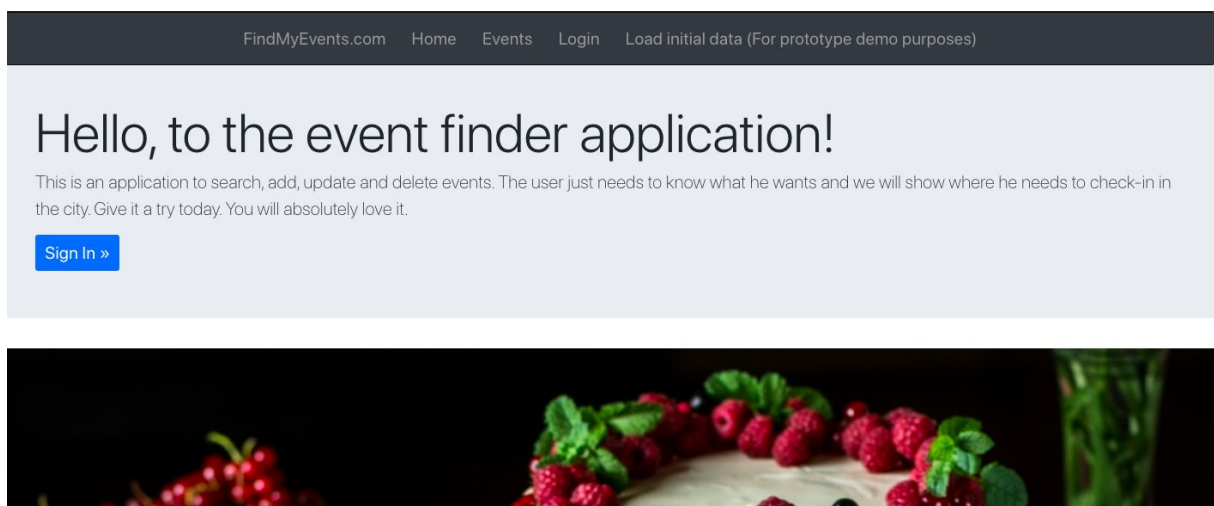 FindMyEvents.com Home Events Login Load initial data (For prototype demo purposes)
Hello, to the event finder application!
This is an application to search, add, update and delete events. The user just needs to know what he wants and we will show where he needs to check-in in
the city. Give it a try today. You will absolutely love it.
Sign In »